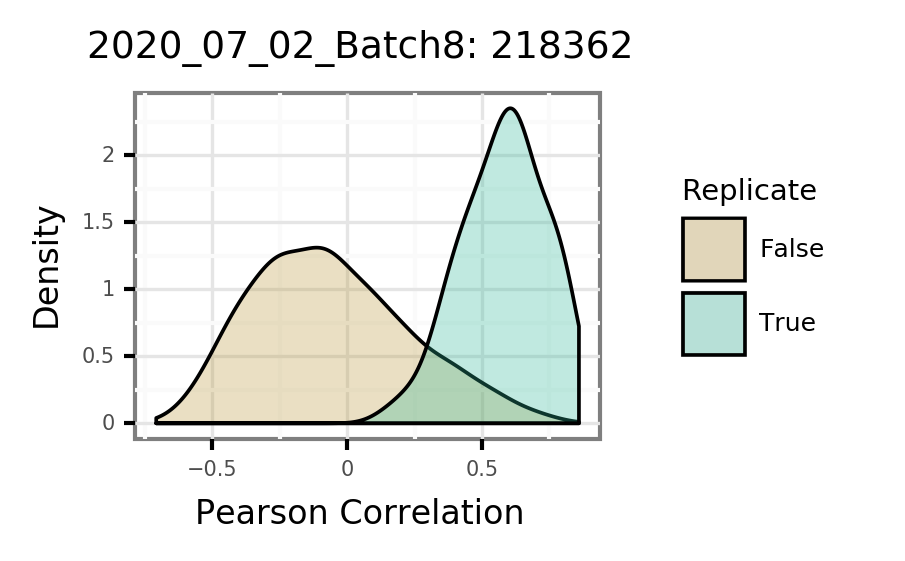 2020_07_02_Batch8: 218362
Density
2
1.5
1
0.5
0
−0.5 0 0.5
Pearson Correlation
Replicate
False
True